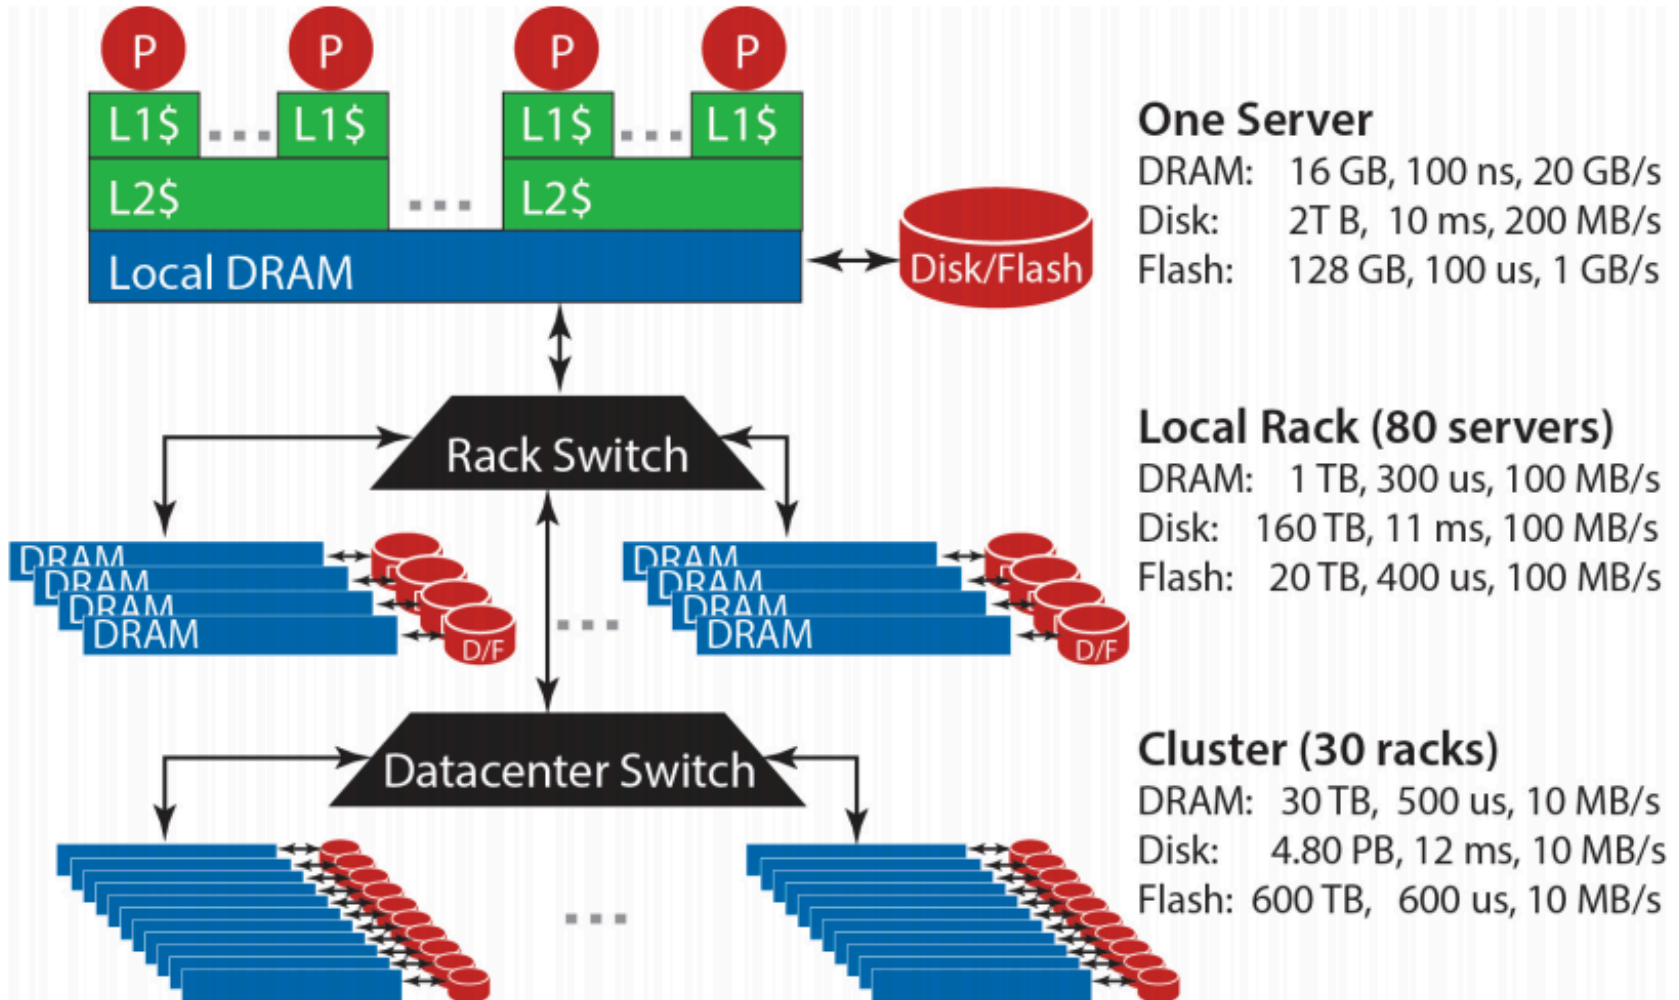 P P P P
L1$ L1$ L1$ L1$
L2$ L2$
Local DRAM
Disk/Flash
One Server
DRAM: 16 GB, 100 ns, 20 GB/s
Disk: 2T B, 10 ms, 200 MB/s
Flash: 128 GB, 100 us, 1 GB/s
Rack Switch
DRAM
DRAM
DRAM
DRAM
D/F
DRAM
DRAM
DRAM
DRAM
D/F
Local Rack (80 servers)
DRAM: 1 TB, 300 us, 100 MB/s
Disk: 160 TB, 11 ms, 100 MB/s
Flash: 20 TB, 400 us, 100 MB/s
Datacenter Switch
Cluster (30 racks)
DRAM: 30 TB, 500 us, 10 MB/s
Disk: 4.80 PB, 12 ms, 10 MB/s
Flash: 600 TB, 600 us, 10 MB/s